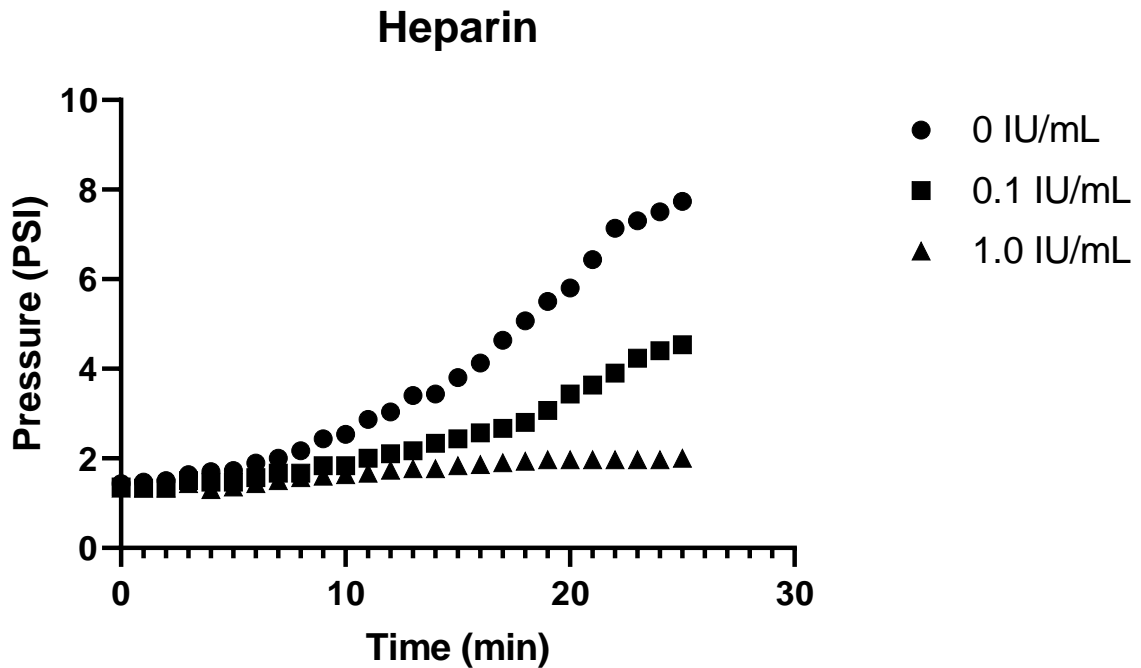 Heparin
10
8
6
4
2
0
Pressure (PSI)
0 10 20 30
Time (min)
0 IU/mL
0.1 IU/mL
1.0 IU/mL